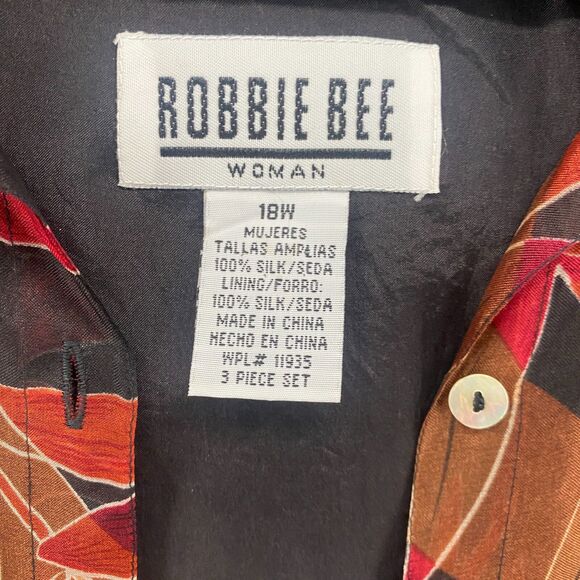 ROBBIE BEE
WOMAN
18W
MUJERES
TALLAS AMPLIAS
100% SILK/SEDA
LINING/FORRO:
100% SILK/SEDA
MADE IN CHINA
HECHO EN CHINA
WPL# 11935
3 PIECE SET